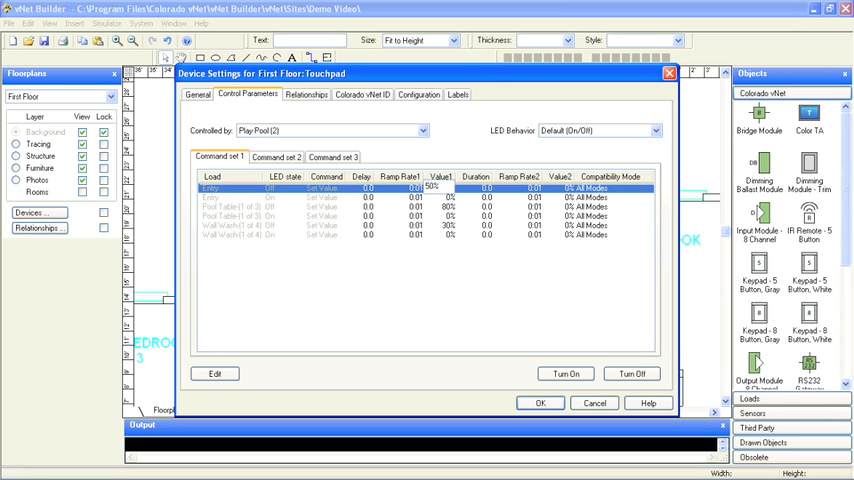 vNet Builder - C:\Program Files\Colorado vNet\Builder\vNet\Sites\Demo Video\
File Edit View Insert Simulator System Window Help
Text: Size: Fit to Height Thickness: Style:
Floorplans
First Floor
Layer View Lock
Background
Tracing
Structure
Furniture
Photos
Rooms
Devices ...
Relationships ...
Device Settings for First Floor:Touchpad
General Control Parameters Relationships Colorado vNet ID Configuration Labels
Controlled by: Play Pool (2) LED Behavior Default (On/Off)
Command set 1 Command set 2 Command set 3
Load LED state Command Delay Ramp Rate1 Value1 Duration Ramp Rate2 Value2 Compatibility Mode
Entry Off Set Value 0.0 0:01 50% 0.0 0:01 0% All Modes
Entry On Set Value 0.0 0:01 0% 0.0 0:01 0% All Modes
Pool Table-(1 of 3) Off Set Value 0.0 0:01 80% 0.0 0:01 0% All Modes
Pool Table-(1 of 3) On Set Value 0.0 0:01 0% 0.0 0:01 0% All Modes
Wall Wash-(1 of 4) Off Set Value 0.0 0:01 30% 0.0 0:01 0% All Modes
Wall Wash-(1 of 4) On Set Value 0.0 0:01 0% 0.0 0:01 0% All Modes
Edit Turn On Turn Off
OK Cancel Help
EDROO
3
OOK
Floorpl
Output
Objects
Colorado vNet
Bridge Module
Color TA
Dimming Ballast Module
Dimming Module - Trim
Input Module - 8 Channel
IR Remote - 5 Button
Keypad - 5 Button, Gray
Keypad - 5 Button, White
Keypad - 8 Button, Gray
Keypad - 8 Button, White
Output Module
RS232
Loads
Sensors
Third Party
Drawn Objects
Obsolete
Width: Height: